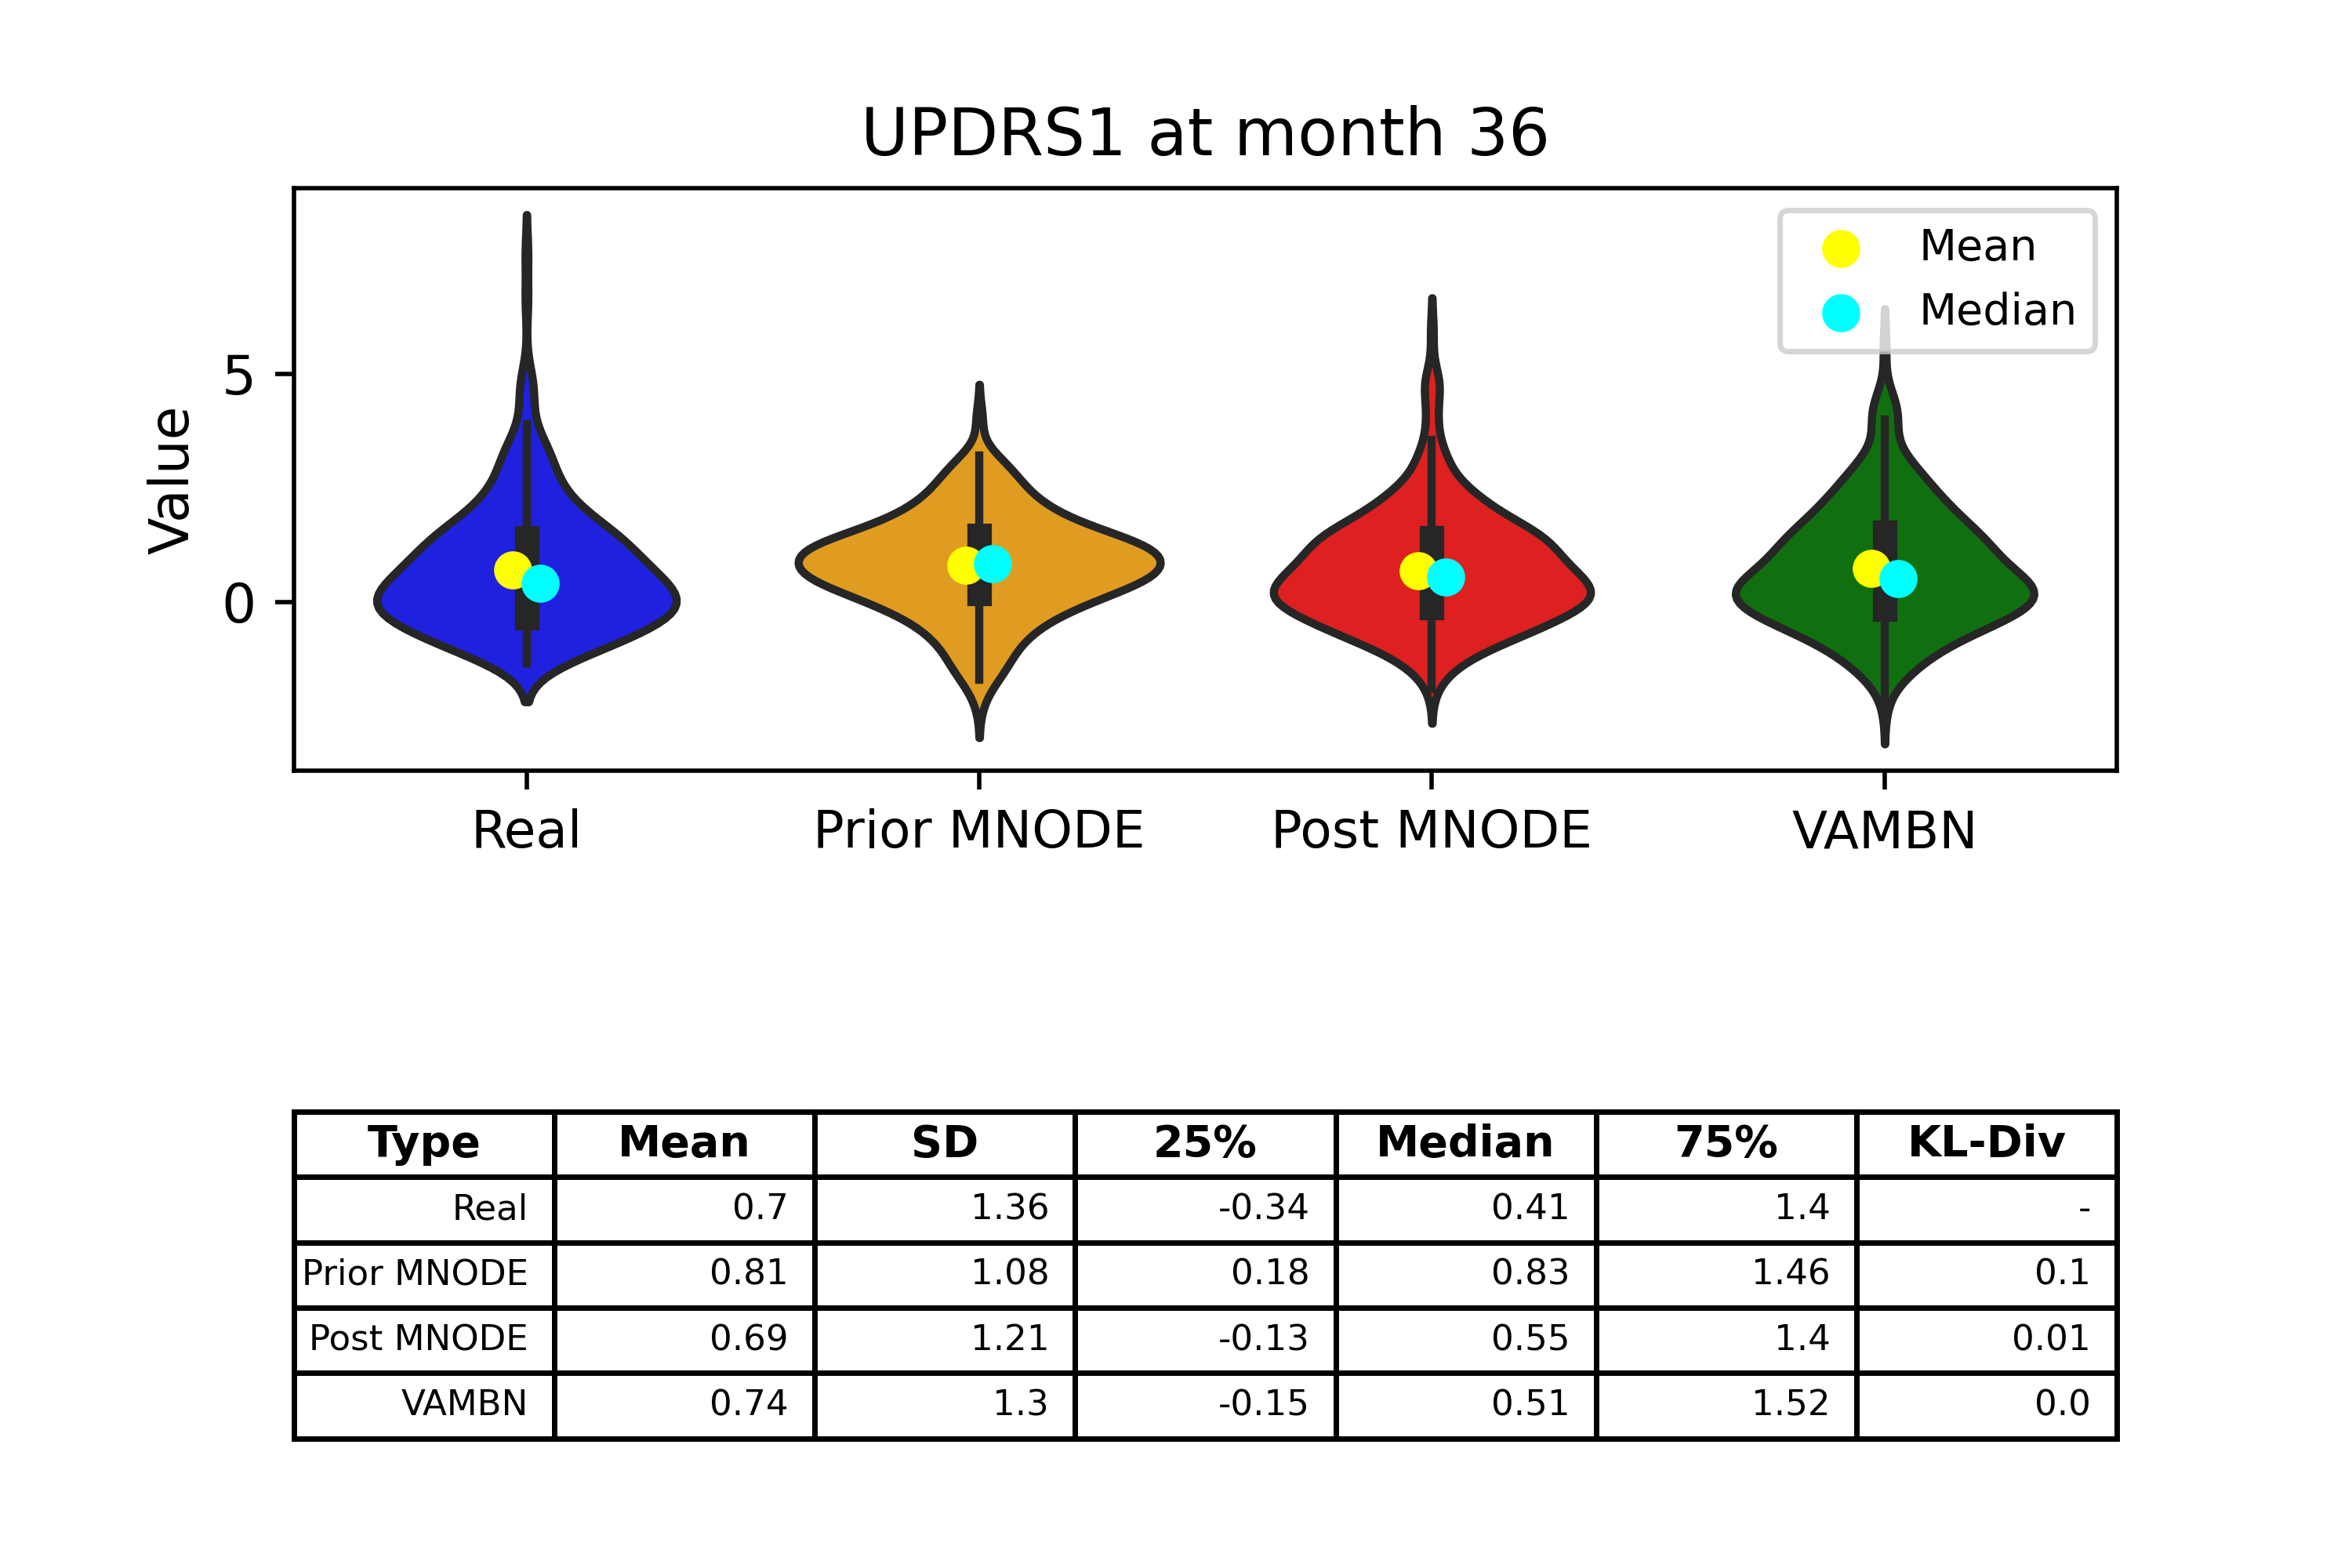 UPDRS1 at month 36
Mean
Median
Value
5
0
Real Prior MNODE Post MNODE VAMBN
Type Mean SD 25% Median 75% KL-Div
Real 0.7 1.36 -0.34 0.41 1.4 -
Prior MNODE 0.81 1.08 0.18 0.83 1.46 0.1
Post MNODE 0.69 1.21 -0.13 0.55 1.4 0.01
VAMBN 0.74 1.3 -0.15 0.51 1.52 0.0